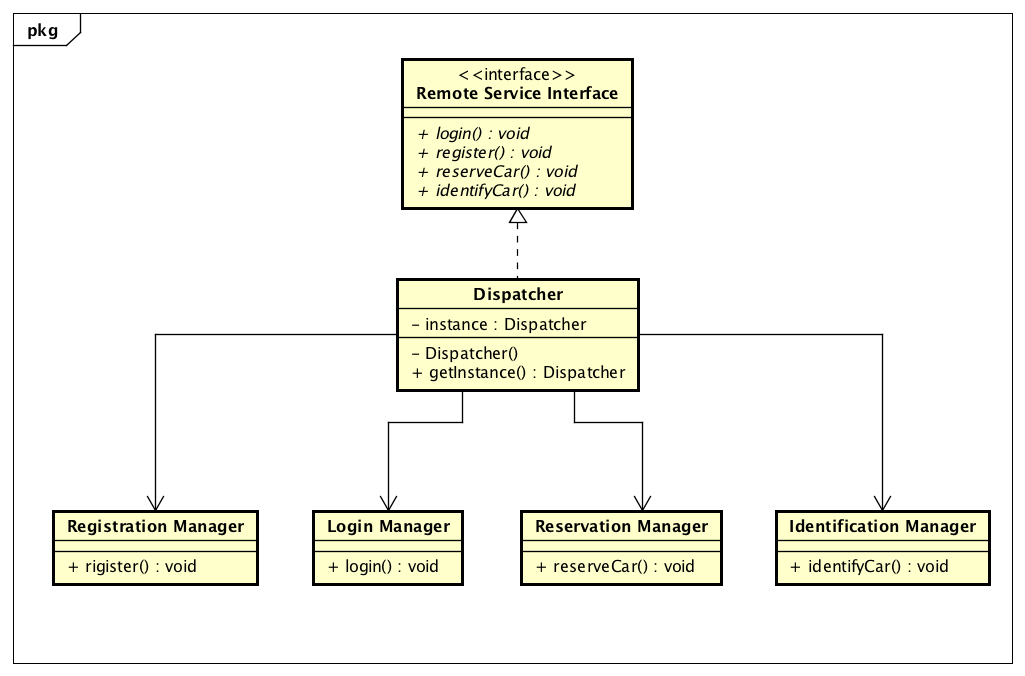 pkg
<<interface>>
Remote Service Interface
+ login() : void
+ register() : void
+ reserveCar() : void
+ identifyCar() : void
Dispatcher
- instance : Dispatcher
- Dispatcher()
+ getInstance() : Dispatcher
Registration Manager
+ rigister() : void
Login Manager
+ login() : void
Reservation Manager
+ reserveCar() : void
Identification Manager
+ identifyCar() : void